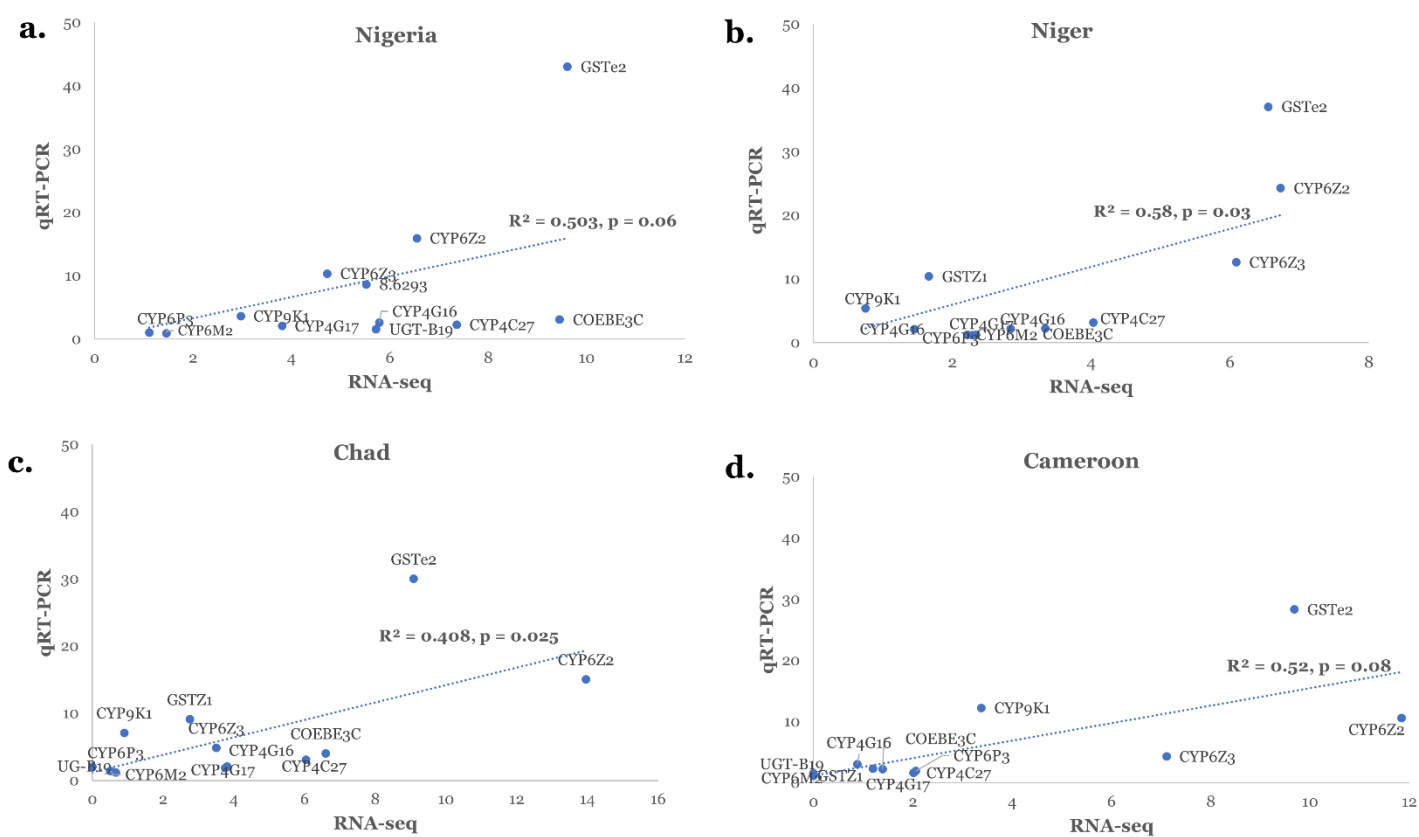 a.
Nigeria
50
40
30
20
10
0
qRT-PCR
GSTe2
R² = 0.503, p = 0.06
CYP6Z2
CYP6Z3
8.6293
CYP4G16
CYP6P3
CYP6M2
CYP9K1
CYP4G17
UGT-B19
CYP4C27
COEBE3C
0 2 4 6 8 10 12
RNA-seq
b.
Niger
50
40
30
20
10
0
qRT-PCR
GSTe2
CYP6Z2
R² = 0.58, p = 0.03
CYP6Z3
GSTZ1
CYP9K1
CYP4G16
CYP4G17
CYP4G16
CYP4C27
CYP6P3
CYP6M2
COEBE3C
0 2 4 6 8
RNA-seq
c.
Chad
50
40
30
20
10
0
qRT-PCR
GSTe2
R² = 0.408, p = 0.025
CYP6Z2
GSTZ1
CYP9K1
CYP6Z3
COEBE3C
CYP6P3
CYP4G16
UG-B19
CYP6M2
CYP4G17
CYP4C27
0 2 4 6 8 10 12 14 16
RNA-seq
d.
Cameroon
50
40
30
20
10
0
qRT-PCR
GSTe2
R² = 0.52, p = 0.08
CYP9K1
CYP6Z2
CYP4G16
COEBE3C
CYP6P3
CYP6Z3
UGT-B19
CYP6M2
GSTZ1
CYP4G17
CYP4C27
0 2 4 6 8 10 12
RNA-seq